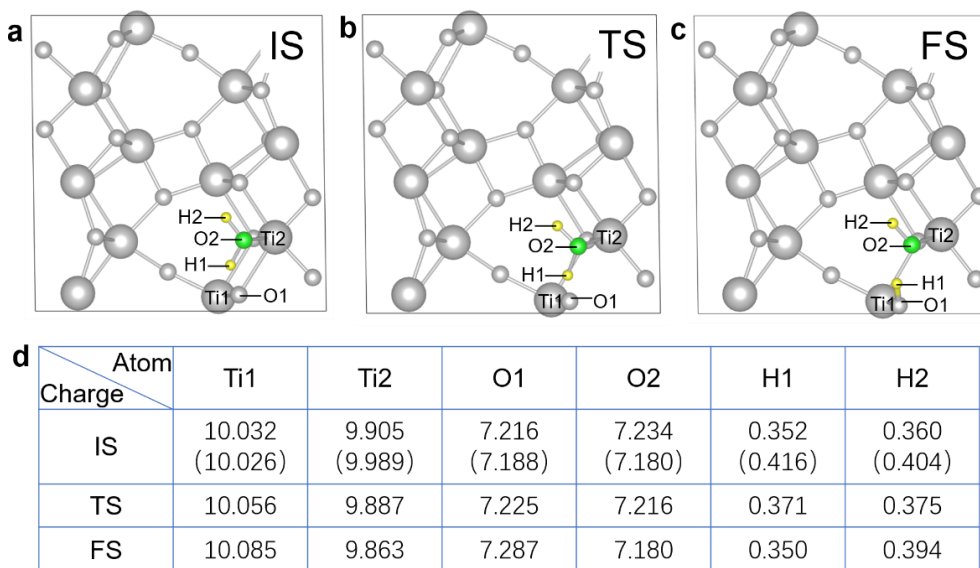 a IS
H2
O2
Ti2
H1
Ti1
O1
b TS
H2
O2
Ti2
H1
Ti1
O1
c FS
H2
O2
Ti2
H1
Ti1
O1
d
Atom
Charge
Ti1 Ti2 O1 O2 H1 H2
IS
10.032 9.905 7.216 7.234 0.352 0.360
(10.026) (9.989) (7.188) (7.180) (0.416) (0.404)
TS 10.056 9.887 7.225 7.216 0.371 0.375
FS 10.085 9.863 7.287 7.180 0.350 0.394